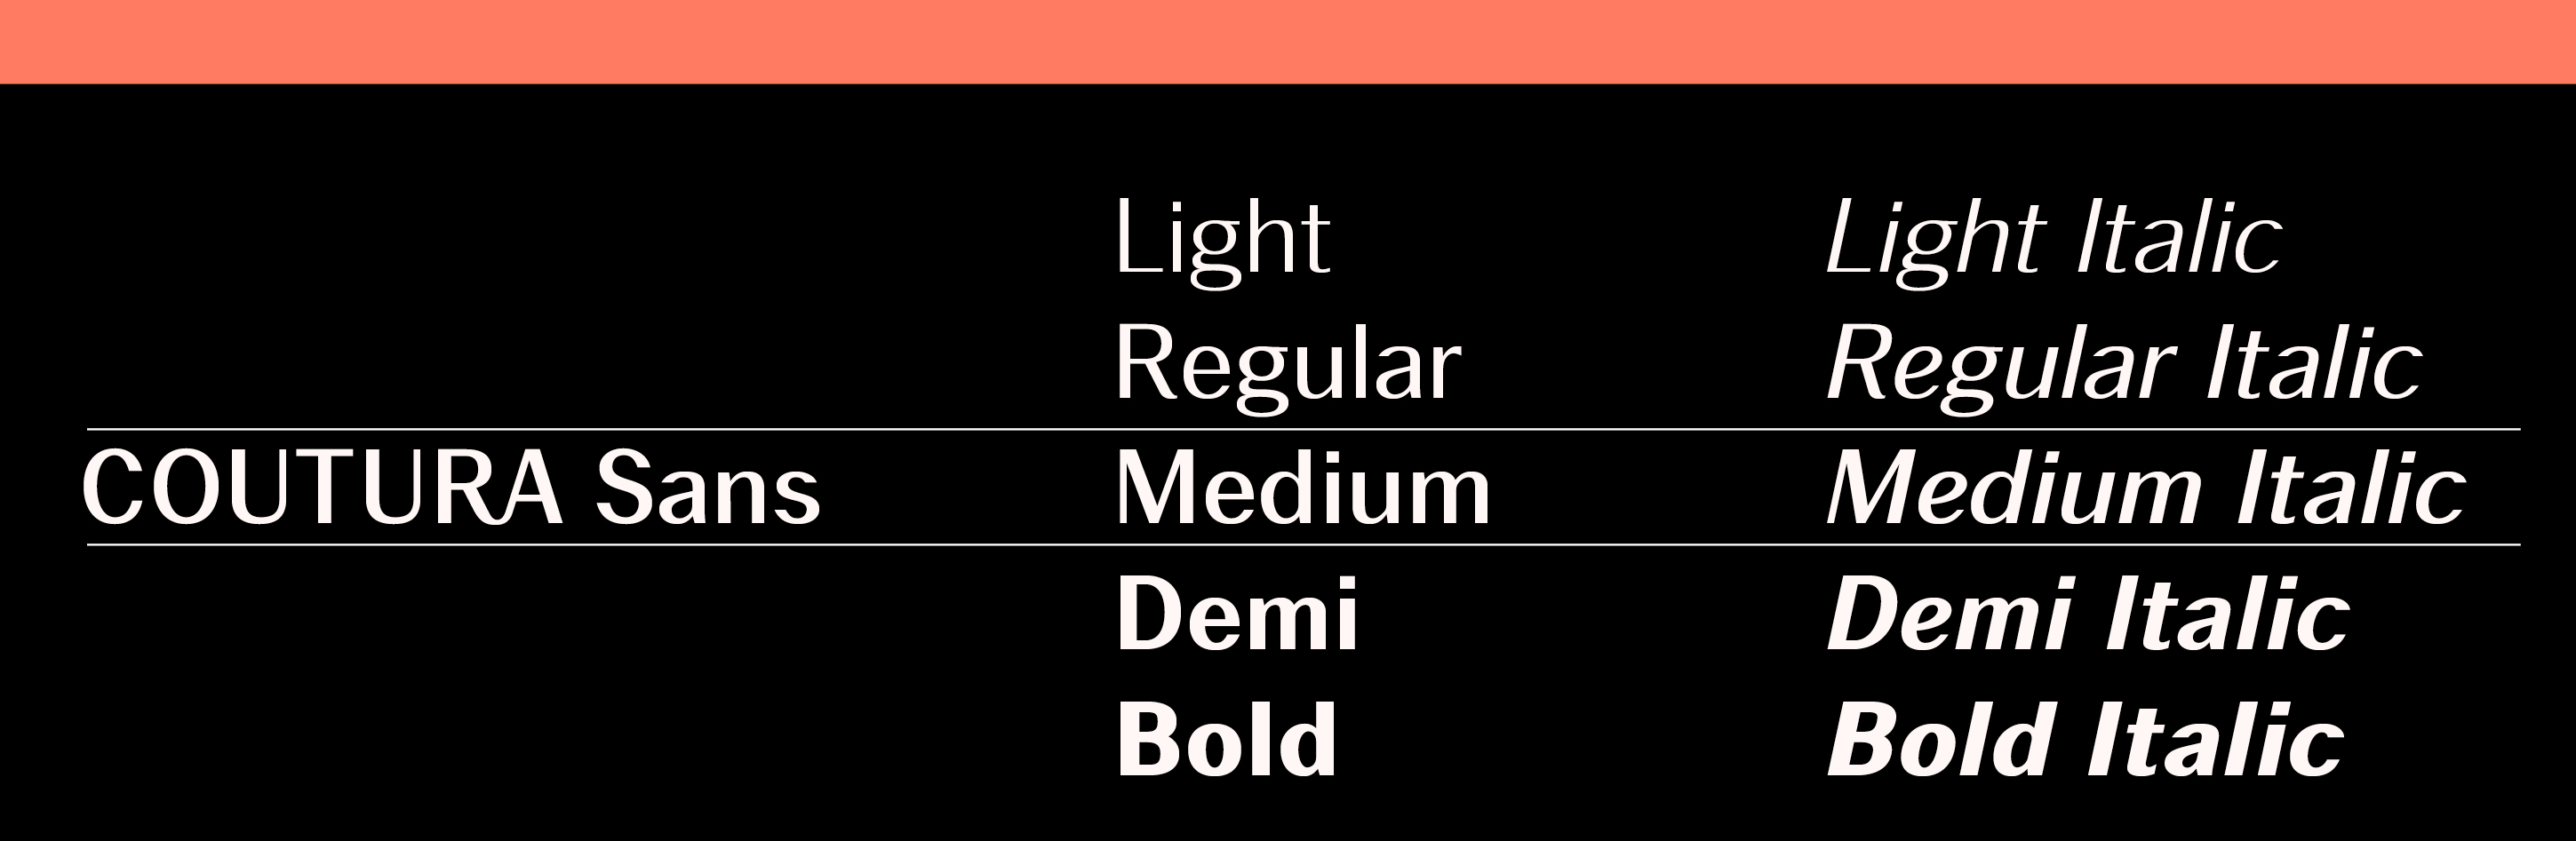 Light Light Italic
Regular Regular Italic
COUTURA Sans Medium Medium Italic
Demi Demi Italic
Bold Bold Italic